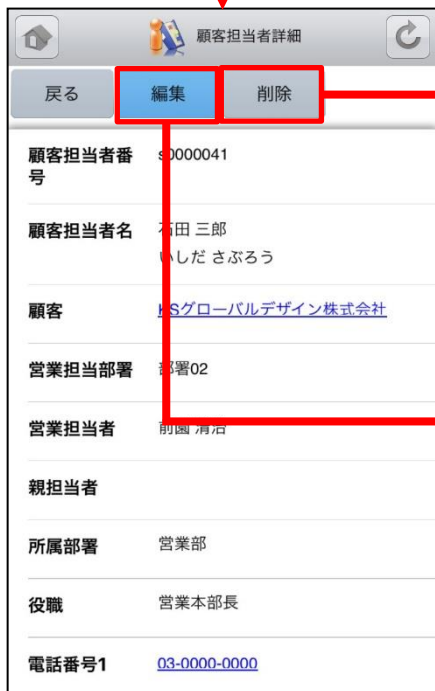 顧客担当者詳細
戻る 編集 削除
顧客担当者番号 s0000041
顧客担当者名 石田 三郎
いしだ さぶろう
顧客 KSグローバルデザイン株式会社
営業担当部署 部署02
営業担当者 前園 清治
親担当者
所属部署 営業部
役職 営業本部長
電話番号1 03-0000-0000